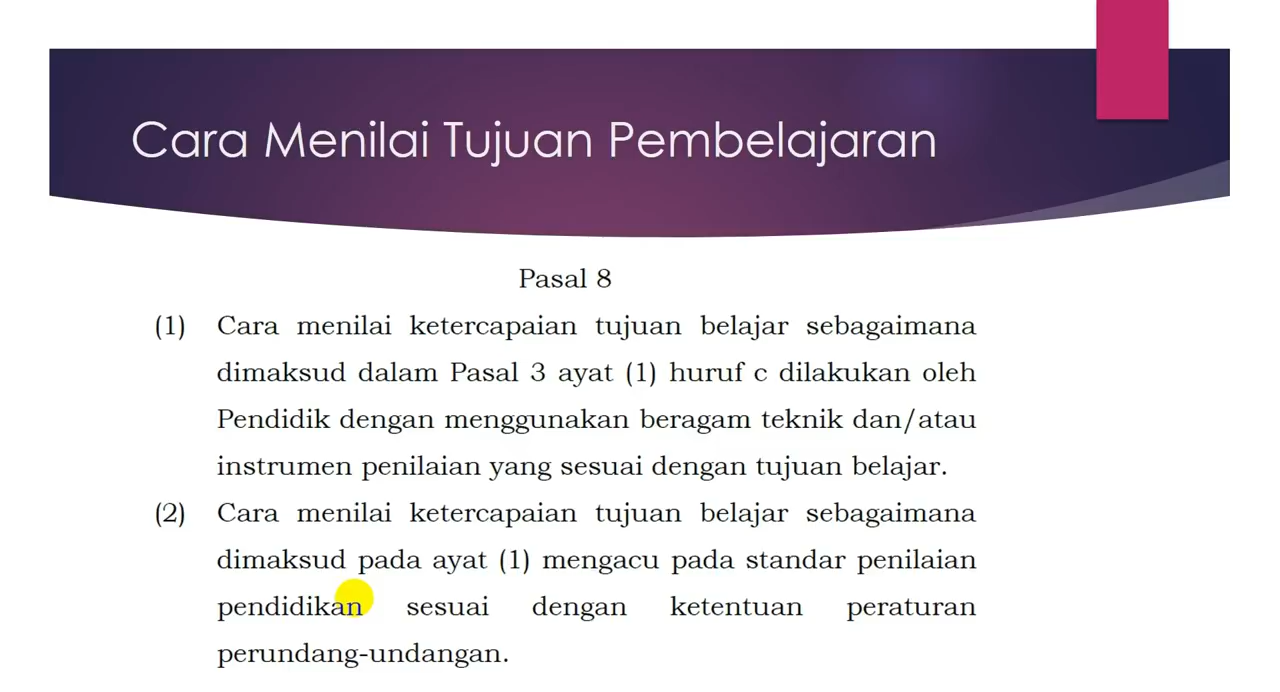 Cara Menilai Tujuan Pembelajaran
Pasal 8
(1) Cara menilai ketercapaian tujuan belajar sebagaimana
dimaksud dalam Pasal 3 ayat (1) huruf c dilakukan oleh
Pendidik dengan menggunakan beragam teknik dan/atau
instrumen penilaian yang sesuai dengan tujuan belajar.
(2) Cara menilai ketercapaian tujuan belajar sebagaimana
dimaksud pada ayat (1) mengacu pada standar penilaian
pendidikan sesuai dengan ketentuan peraturan
perundang-undangan.